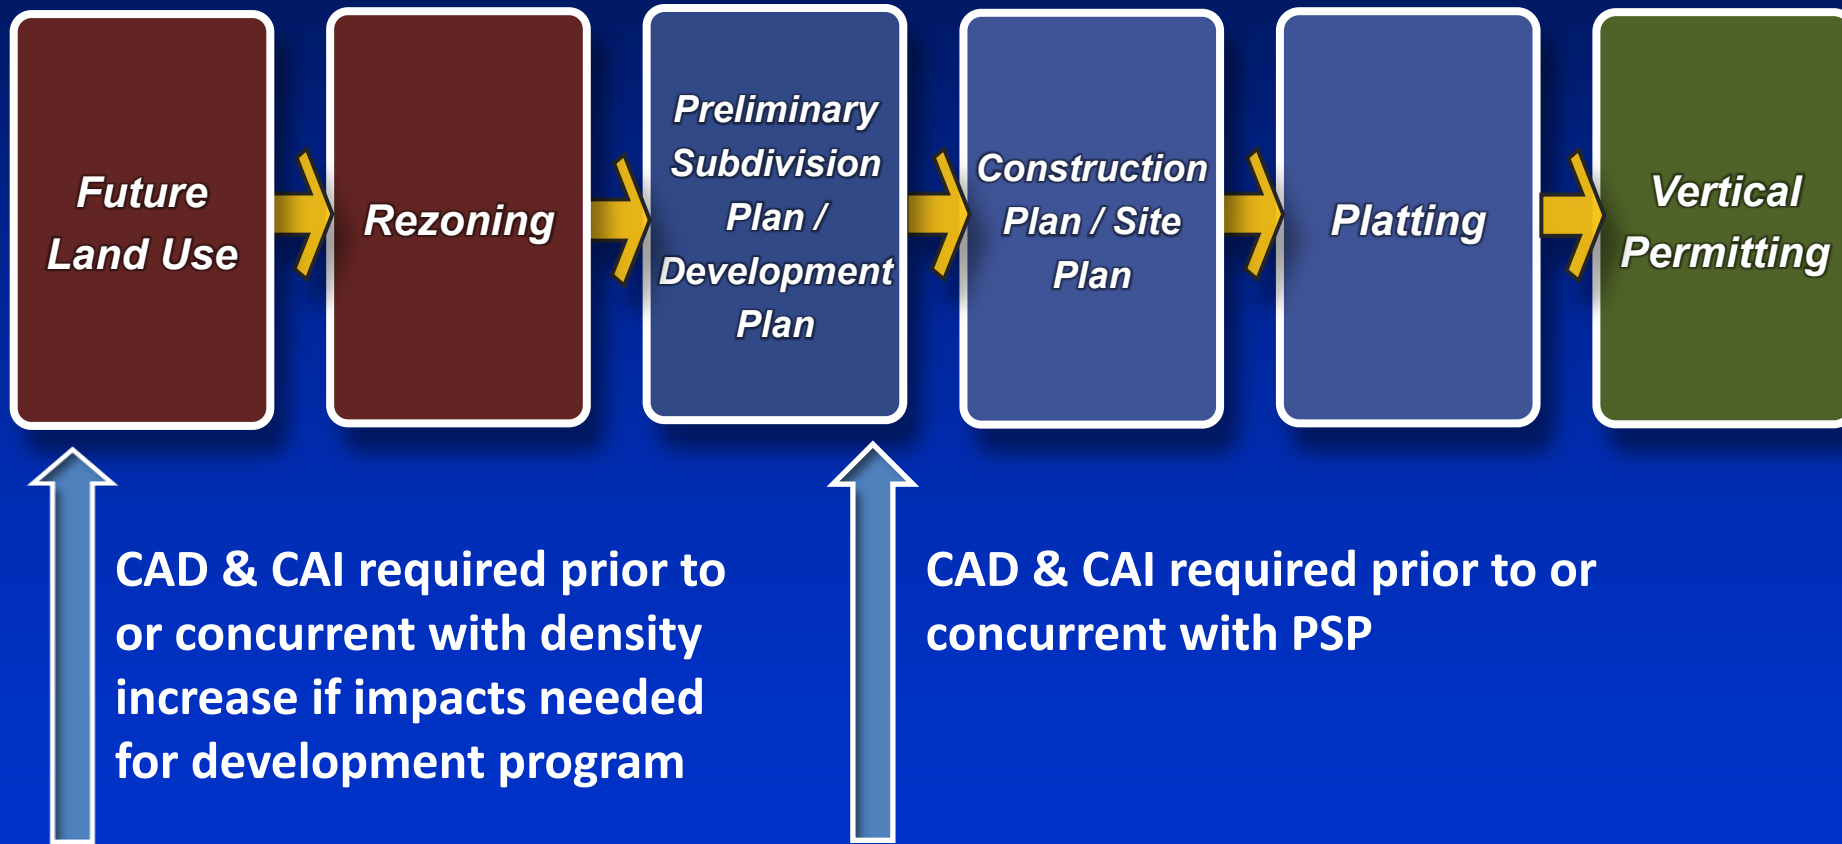 Future
Land Use
Rezoning
Preliminary
Subdivision
Plan /
Development
Plan
Construction
Plan / Site
Plan
Platting
Vertical
Permitting
CAD & CAI required prior to
or concurrent with density
increase if impacts needed
for development program
CAD & CAI required prior to or
concurrent with PSP